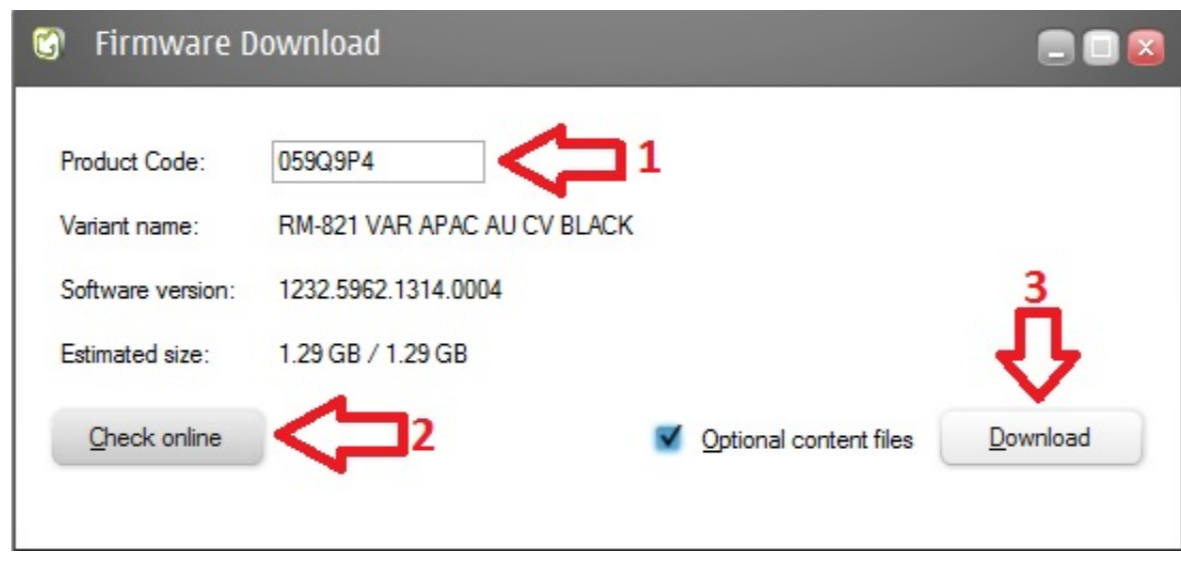 Firmware Download
Product Code: 059Q9P4 1
Variant name: RM-821 VAR APAC AU CV BLACK
Software version: 1232.5962.1314.0004
3
Estimated size: 1.29 GB / 1.29 GB
Check online 2 Optional content files Download